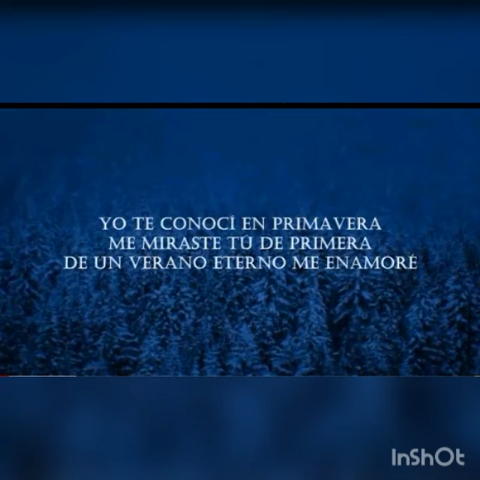 YO TE CONOCÍ EN PRIMAVERA
ME MIRASTE TÚ DE PRIMERA
DE UN VERANO ETERNO ME ENAMORÉ
InShOt